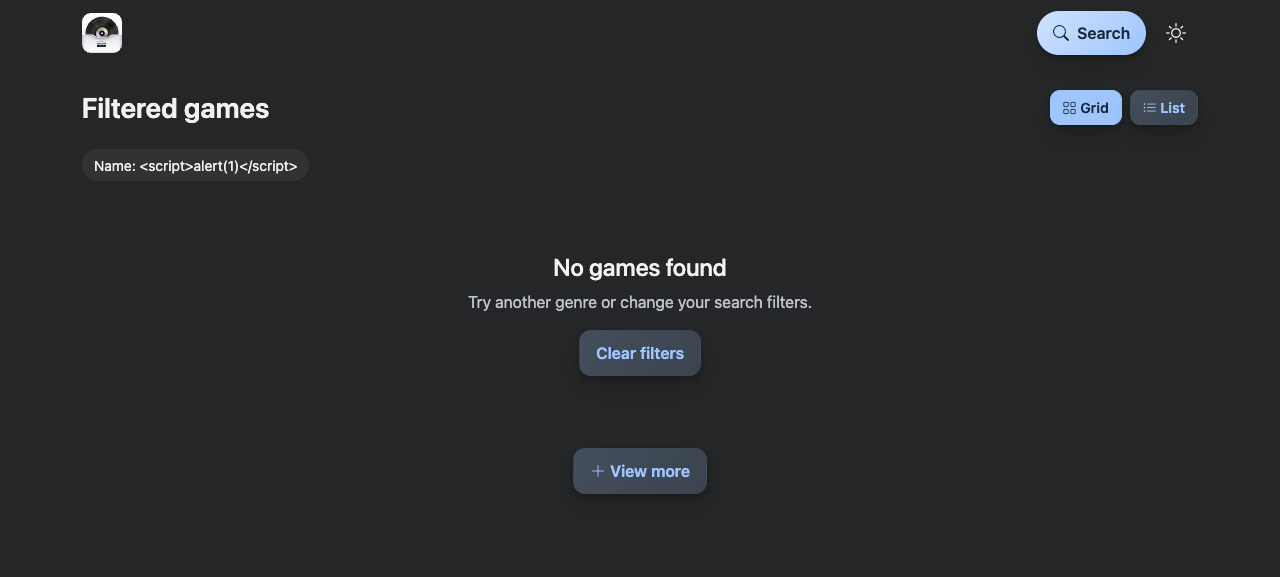 Search
Filtered games
Grid
List
Name: <script>alert(1)</script>
No games found
Try another genre or change your search filters.
Clear filters
View more